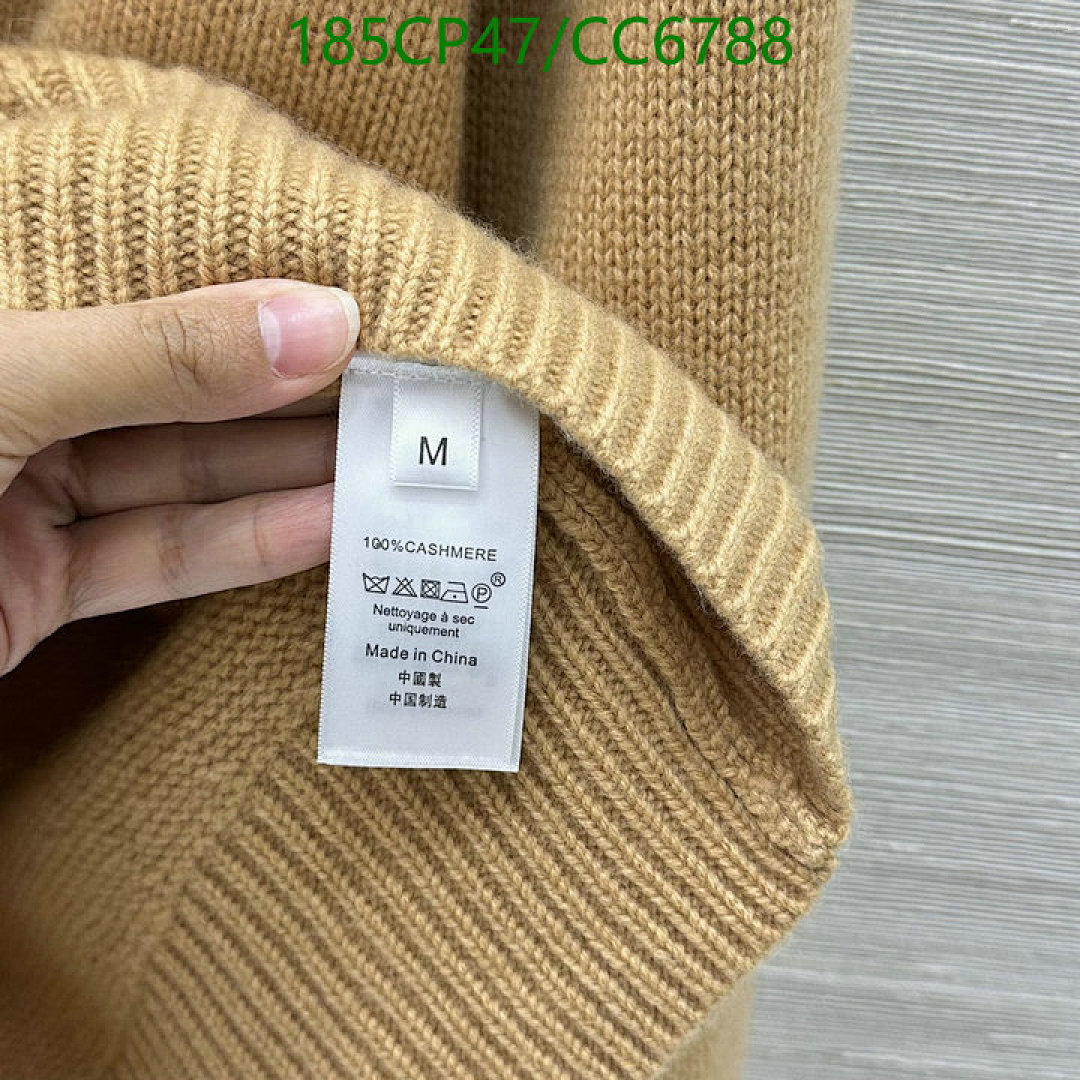 185CP47/CC6788
M
100%CASHMERE
P®
Nettoyage à sec
uniquement
Made in China
中國製
中国制造